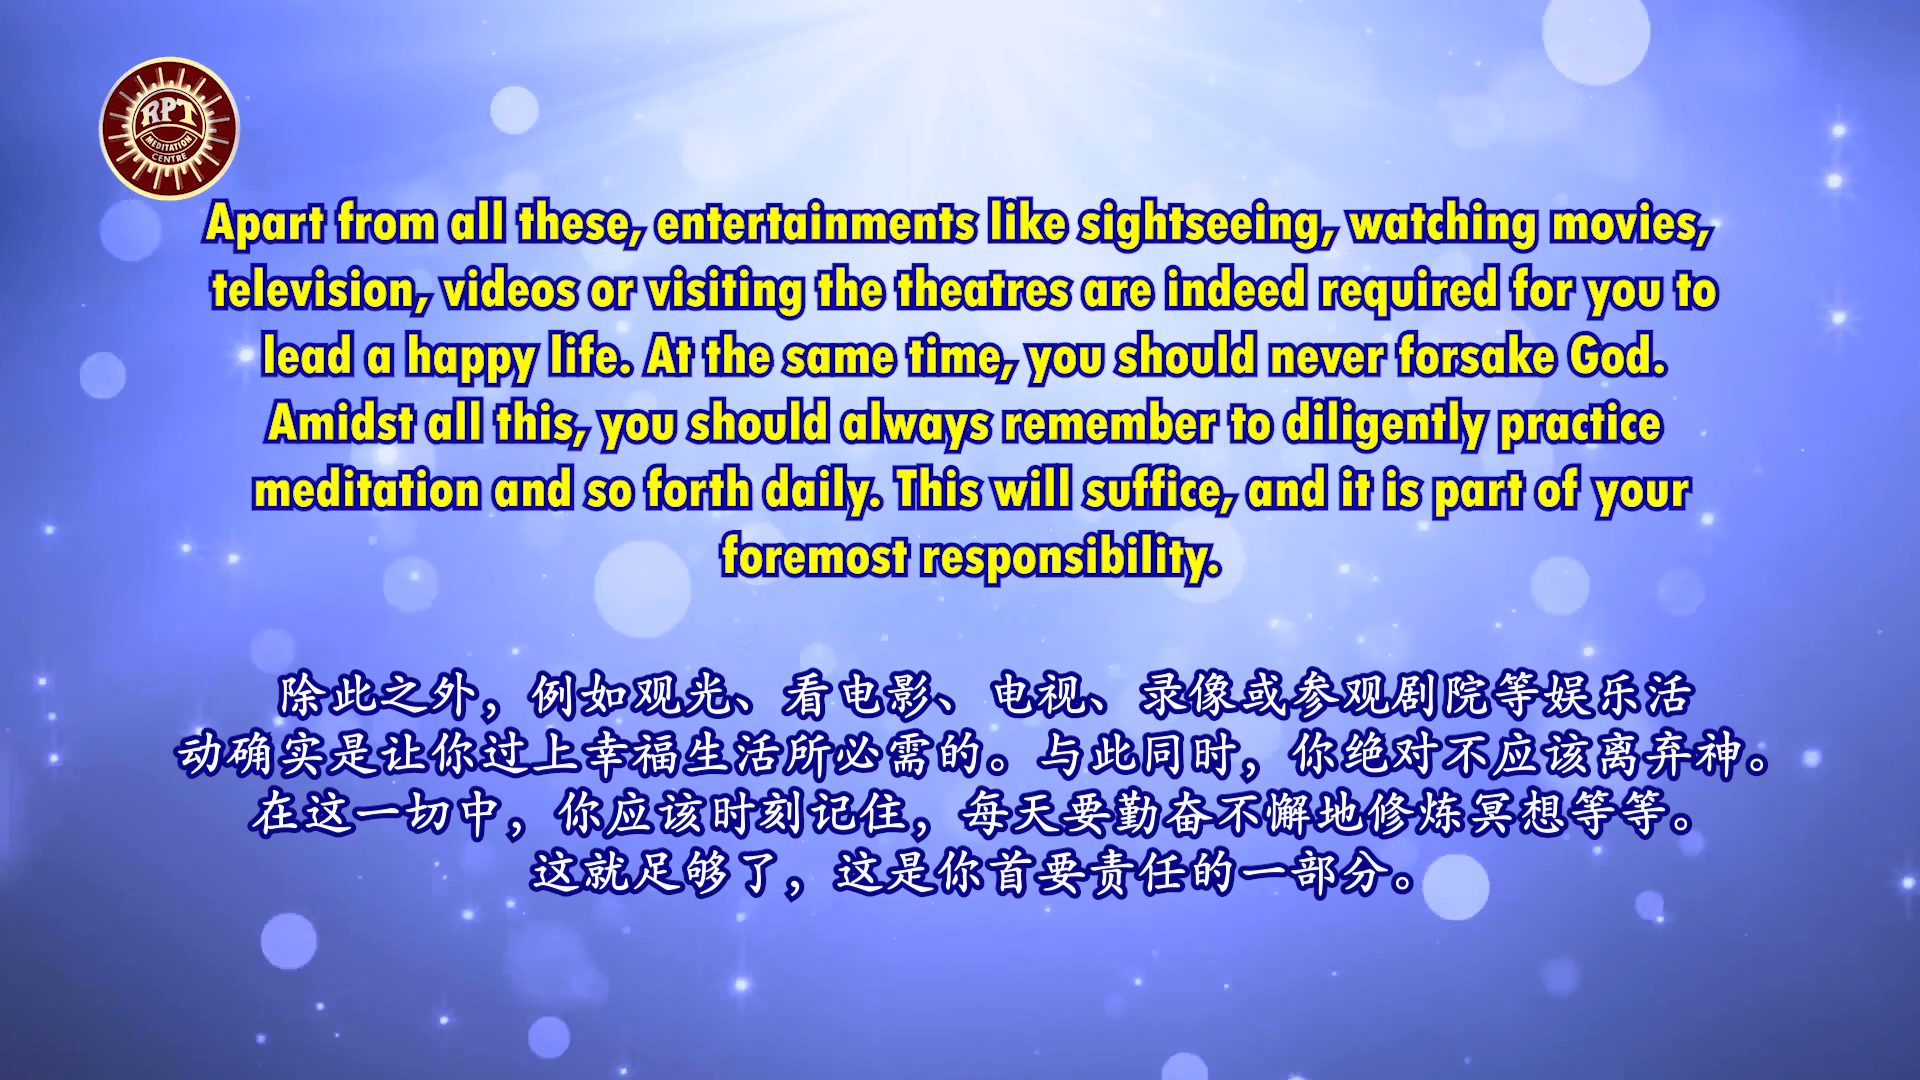 RPT
MEDITATION
CENTRE
Apart from all these, entertainments like sightseeing, watching movies,
television, videos or visiting the theatres are indeed required for you to
lead a happy life. At the same time, you should never forsake God.
Amidst all this, you should always remember to diligently practice
meditation and so forth daily. This will suffice, and it is part of your
foremost responsibility.
除此之外，例如观光、看电影、电视、录像或参观剧院等娱乐活
动确实是让你过上幸福生活所必需的。与此同时，你绝对不应该离弃神。
在这一切中，你应该时刻记住，每天要勤奋不懈地修炼冥想等等。
这就足够了，这是你首要责任的一部分。